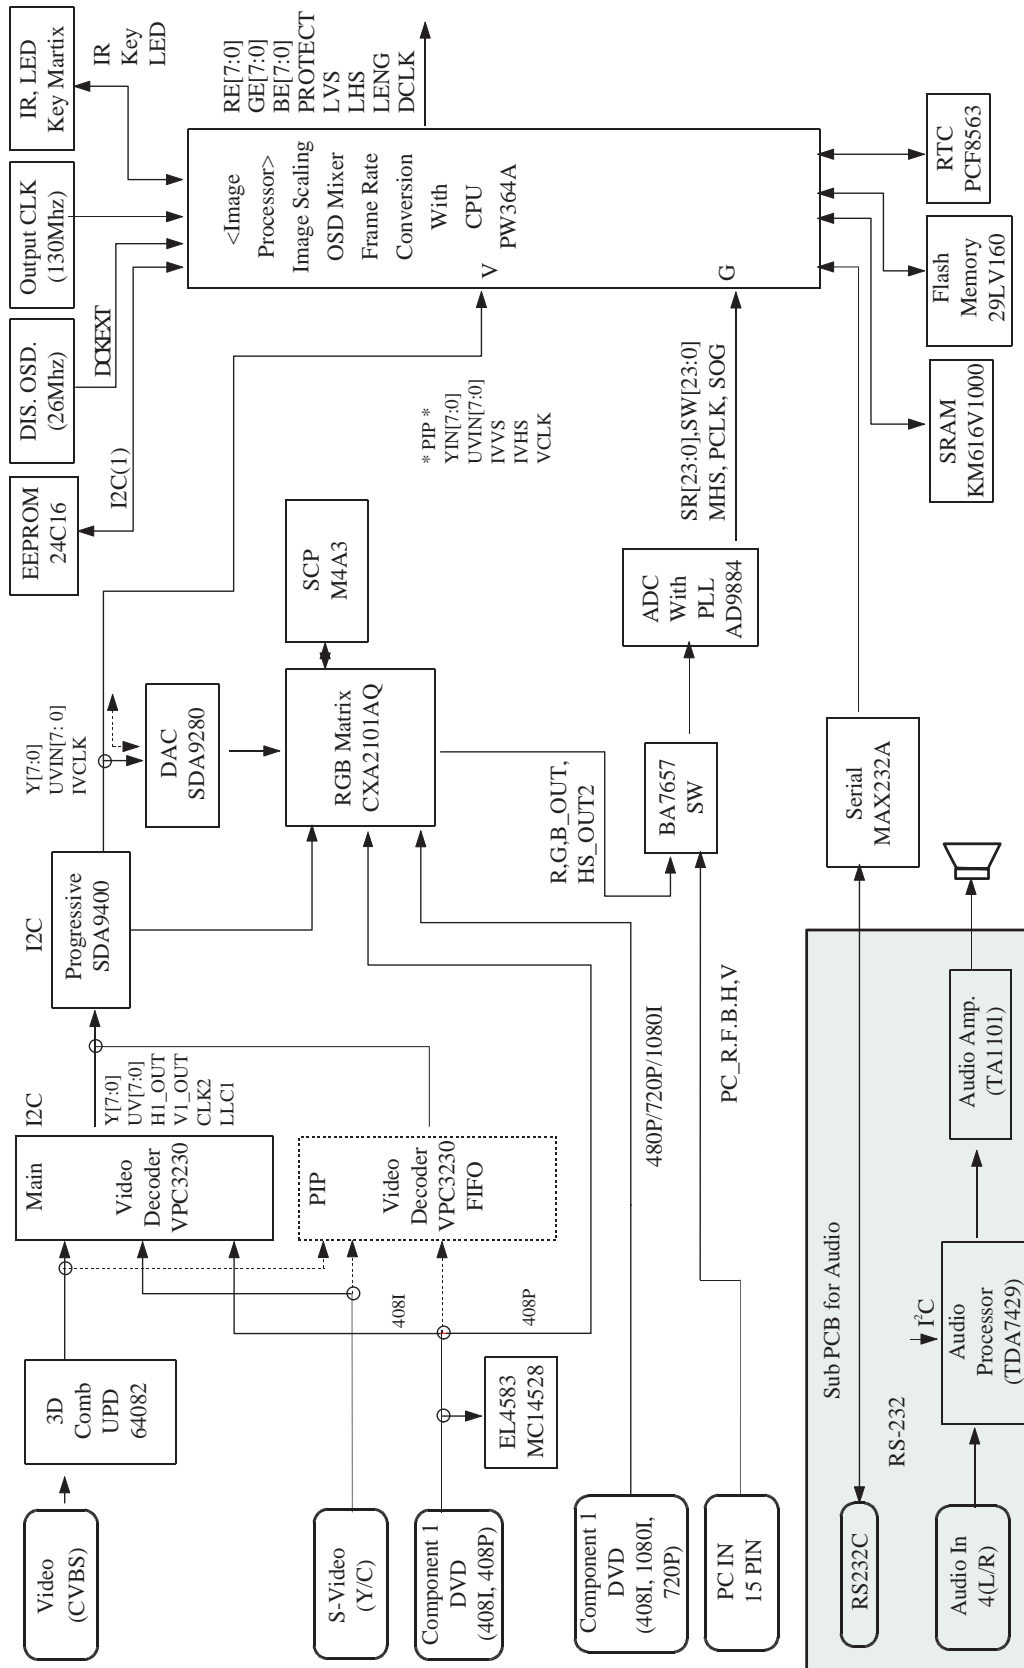 Video
(CVBS)
3D
Comb
UPD
64082
Main
Video
Decoder
VPC3230
I2C
Y[7:0]
UV[7:0]
H1_OUT
V1_OUT
CLK2
LLC1
I2C
Progressive
SDA9400
Y[7:0]
UVIN[7: 0]
IVCLK
DAC
SDA9280
EEPROM
24C16
I2C(1)
DIS. OSD.
(26Mhz)
DCKEXT
Output CLK
(130Mhz)
IR, LED
Key Martix
IR
Key
LED
S-Video
(Y/C)
Component 1
DVD
(408I, 408P)
EL4583
MC14528
408I
408P
PIP
Video
Decoder
VPC3230
FIFO
RGB Matrix
CXA2101AQ
SCP
M4A3
* PIP *
YIN[7:0]
UVIN[7:0]
IVVS
IVHS
VCLK
<Image
Processor>
Image Scaling
OSD Mixer
Frame Rate
Conversion
With
CPU
PW364A
V
G
RE[7:0]
GE[7:0]
BE[7:0]
PROTECT
LVS
LHS
LENG
DCLK
Component 1
DVD
(408I, 1080I,
720P)
480P/720P/1080I
R,G,B_OUT,
HS_OUT2
PC IN
15 PIN
PC_R.F.B.H,V
BA7657
SW
ADC
With
PLL
AD9884
SR[23:0],SW[23:0]
MHS, PCLK, SOG
Sub PCB for Audio
RS232C
RS-232
Serial
MAX232A
SRAM
KM616V1000
Flash
Memory
29LV160
RTC
PCF8563
Audio In
4(L/R)
I²C
Audio
Processor
(TDA7429)
Audio Amp.
(TA1101)